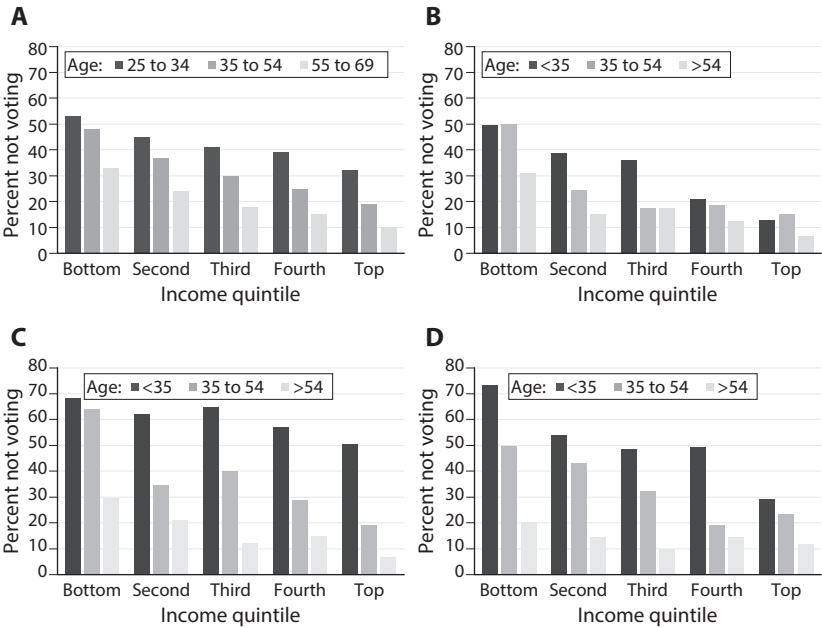 A
Percent not voting
80
70
60
50
40
30
20
10
0
Age: 25 to 34 35 to 54 55 to 69
Bottom Second Third Fourth Top
Income quintile
B
Percent not voting
80
70
60
50
40
30
20
10
0
Age: <35 35 to 54 >54
Bottom Second Third Fourth Top
Income quintile
C
Percent not voting
80
70
60
50
40
30
20
10
0
Age: <35 35 to 54 >54
Bottom Second Third Fourth Top
Income quintile
D
Percent not voting
80
70
60
50
40
30
20
10
0
Age: <35 35 to 54 >54
Bottom Second Third Fourth Top
Income quintile